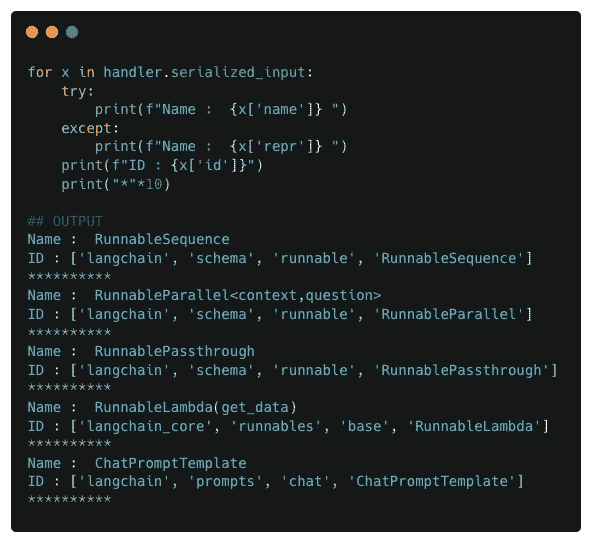 for x in handler.serialized_input:
    try:
        print(f"Name :  {x['name']} ")
    except:
        print(f"Name :  {x['repr']} ")
    print(f"ID : {x['id']}")
    print("*"*10)

## OUTPUT
Name :  RunnableSequence
ID : ['langchain', 'schema', 'runnable', 'RunnableSequence']
**********
Name :  RunnableParallel<context,question>
ID : ['langchain', 'schema', 'runnable', 'RunnableParallel']
**********
Name :  RunnablePassthrough
ID : ['langchain', 'schema', 'runnable', 'RunnablePassthrough']
**********
Name :  RunnableLambda(get_data)
ID : ['langchain_core', 'runnables', 'base', 'RunnableLambda']
**********
Name :  ChatPromptTemplate
ID : ['langchain', 'prompts', 'chat', 'ChatPromptTemplate']
**********